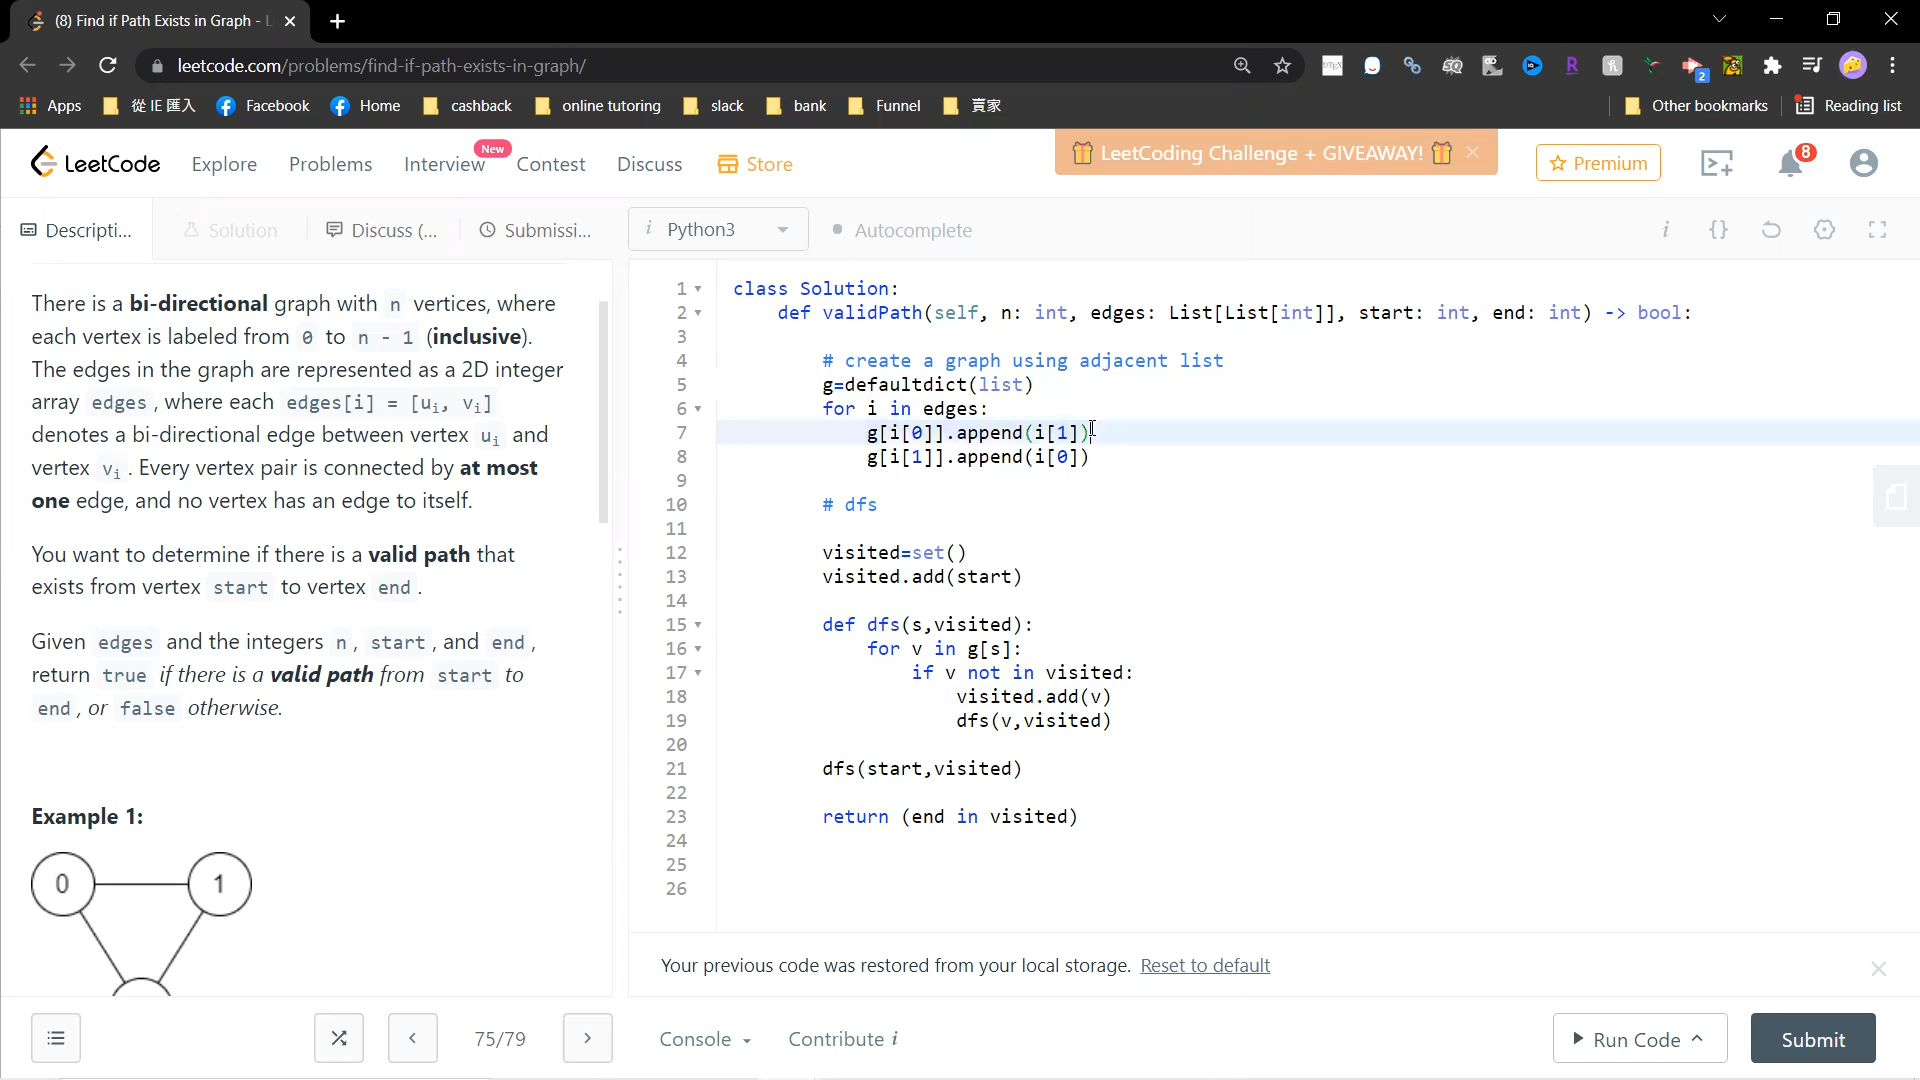 (8) Find if Path Exists in Graph - L
leetcode.com/problems/find-if-path-exists-in-graph/
2
Apps 從 IE 匯入 Facebook Home cashback online tutoring slack bank Funnel 賣家 Other bookmarks Reading list
LeetCode Explore Problems Interview New Contest Discuss Store LeetCoding Challenge + GIVEAWAY! Premium 8
Descripti... Solution Discuss (... Submissi... i Python3 Autocomplete i {}
There is a bi-directional graph with n vertices, where
each vertex is labeled from 0 to n - 1 (inclusive).
The edges in the graph are represented as a 2D integer
array edges , where each edges[i] = [ui, vi]
denotes a bi-directional edge between vertex ui and
vertex vi . Every vertex pair is connected by at most
one edge, and no vertex has an edge to itself.
You want to determine if there is a valid path that
exists from vertex start to vertex end .
Given edges and the integers n , start , and end ,
return true if there is a valid path from start to
end , or false otherwise.
Example 1:
0 1
1 class Solution:
2 def validPath(self, n: int, edges: List[List[int]], start: int, end: int) -> bool:
3
4 # create a graph using adjacent list
5 g=defaultdict(list)
6 for i in edges:
7 g[i[0]].append(i[1])
8 g[i[1]].append(i[0])
9
10 # dfs
11
12 visited=set()
13 visited.add(start)
14
15 def dfs(s,visited):
16 for v in g[s]:
17 if v not in visited:
18 visited.add(v)
19 dfs(v,visited)
20
21 dfs(start,visited)
22
23 return (end in visited)
24
25
26
Your previous code was restored from your local storage. Reset to default
75/79 Console Contribute i Run Code Submit